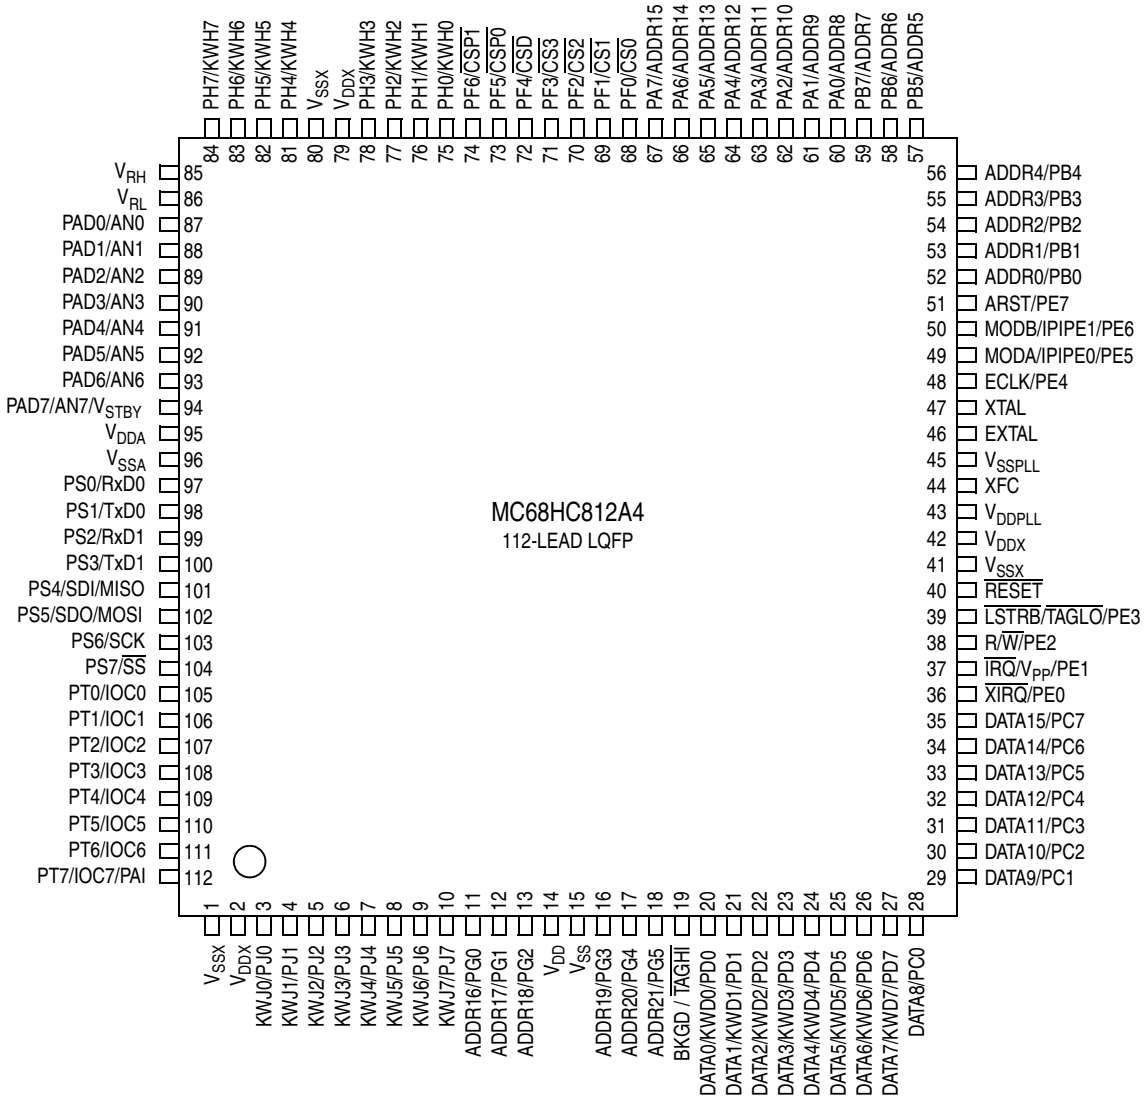 PH7/KWH7
PH6/KWH6
PH5/KWH5
PH4/KWH4
VSSX
VDDX
PH3/KWH3
PH2/KWH2
PH1/KWH1
PH0/KWH0
PF6/CSP1
PF5/CSP0
PF4/CSD
PF3/CS3
PF2/CS2
PF1/CS1
PF0/CS0
PA7/ADDR15
PA6/ADDR14
PA5/ADDR13
PA4/ADDR12
PA3/ADDR11
PA2/ADDR10
PA1/ADDR9
PA0/ADDR8
PB7/ADDR7
PB6/ADDR6
PB5/ADDR5
84 83 82 81 80 79 78 77 76 75 74 73 72 71 70 69 68 67 66 65 64 63 62 61 60 59 58 57
VRH 85
VRL 86
PAD0/AN0 87
PAD1/AN1 88
PAD2/AN2 89
PAD3/AN3 90
PAD4/AN4 91
PAD5/AN5 92
PAD6/AN6 93
PAD7/AN7/VSTBY 94
VDDA 95
VSSA 96
PS0/RxD0 97
PS1/TxD0 98
PS2/RxD1 99
PS3/TxD1 100
PS4/SDI/MISO 101
PS5/SDO/MOSI 102
PS6/SCK 103
PS7/SS 104
PT0/IOC0 105
PT1/IOC1 106
PT2/IOC2 107
PT3/IOC3 108
PT4/IOC4 109
PT5/IOC5 110
PT6/IOC6 111
PT7/IOC7/PAI 112
MC68HC812A4
112-LEAD LQFP
56 ADDR4/PB4
55 ADDR3/PB3
54 ADDR2/PB2
53 ADDR1/PB1
52 ADDR0/PB0
51 ARST/PE7
50 MODB/IPIPE1/PE6
49 MODA/IPIPE0/PE5
48 ECLK/PE4
47 XTAL
46 EXTAL
45 VSSPLL
44 XFC
43 VDDPLL
42 VDDX
41 VSSX
40 RESET
39 LSTRB/TAGLO/PE3
38 R/W/PE2
37 IRQ/VPP/PE1
36 XIRQ/PE0
35 DATA15/PC7
34 DATA14/PC6
33 DATA13/PC5
32 DATA12/PC4
31 DATA11/PC3
30 DATA10/PC2
29 DATA9/PC1
1 2 3 4 5 6 7 8 9 10 11 12 13 14 15 16 17 18 19 20 21 22 23 24 25 26 27 28
VSSX
VDDX
KWJ0/PJ0
KWJ1/PJ1
KWJ2/PJ2
KWJ3/PJ3
KWJ4/PJ4
KWJ5/PJ5
KWJ6/PJ6
KWJ7/PJ7
ADDR16/PG0
ADDR17/PG1
ADDR18/PG2
VDD
VSS
ADDR19/PG3
ADDR20/PG4
ADDR21/PG5
BKGD / TAGHI
DATA0/KWD0/PD0
DATA1/KWD1/PD1
DATA2/KWD2/PD2
DATA3/KWD3/PD3
DATA4/KWD4/PD4
DATA5/KWD5/PD5
DATA6/KWD6/PD6
DATA7/KWD7/PD7
DATA8/PC0